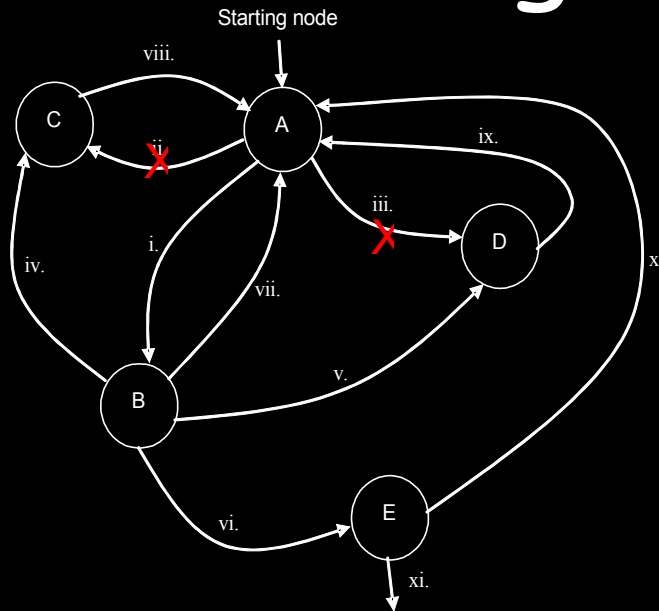 Starting node
viii.
C
A
ii.
ix.
iii.
D
i.
iv.
x
vii.
v.
B
E
vi.
xi.